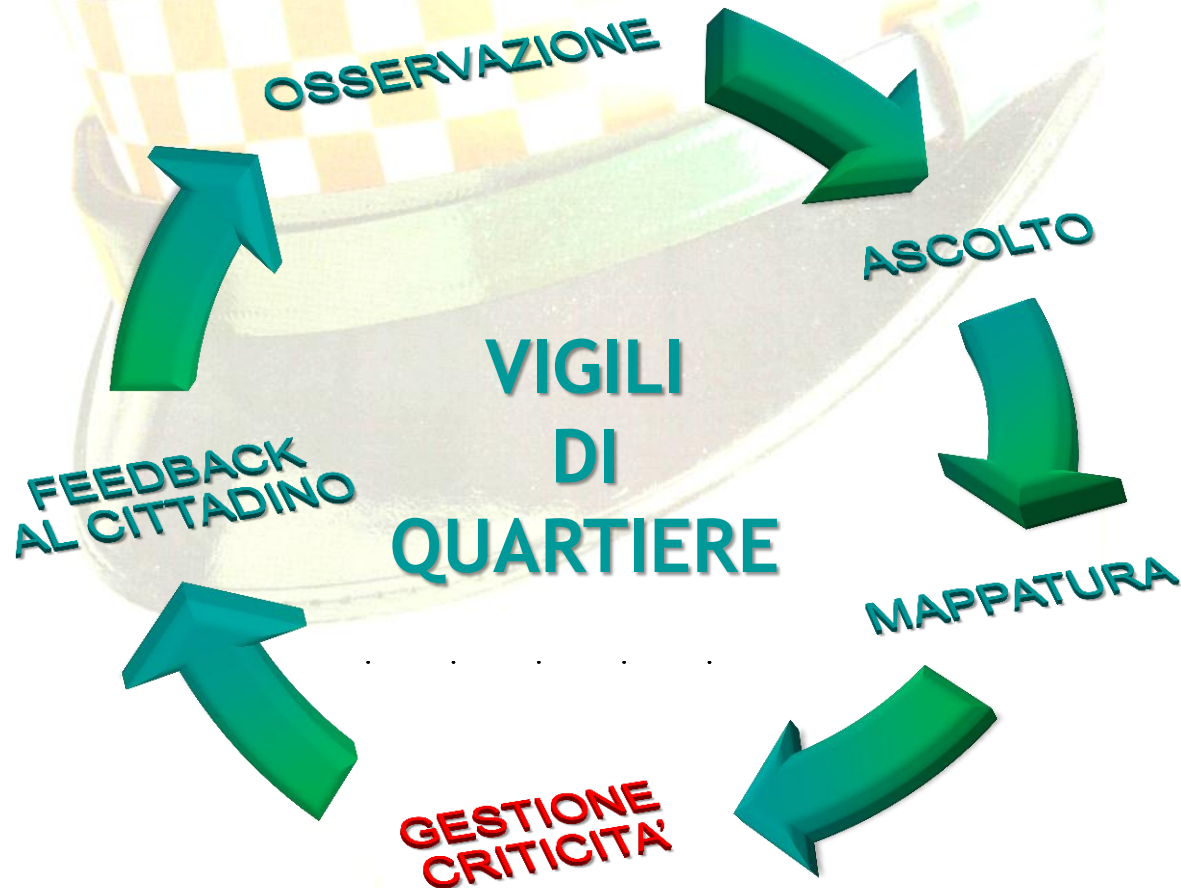 OSSERVAZIONE
ASCOLTO
VIGILI
DI
QUARTIERE
FEEDBACK
AL CITTADINO
MAPPATURA
. . . . .
GESTIONE
CRITICITA’